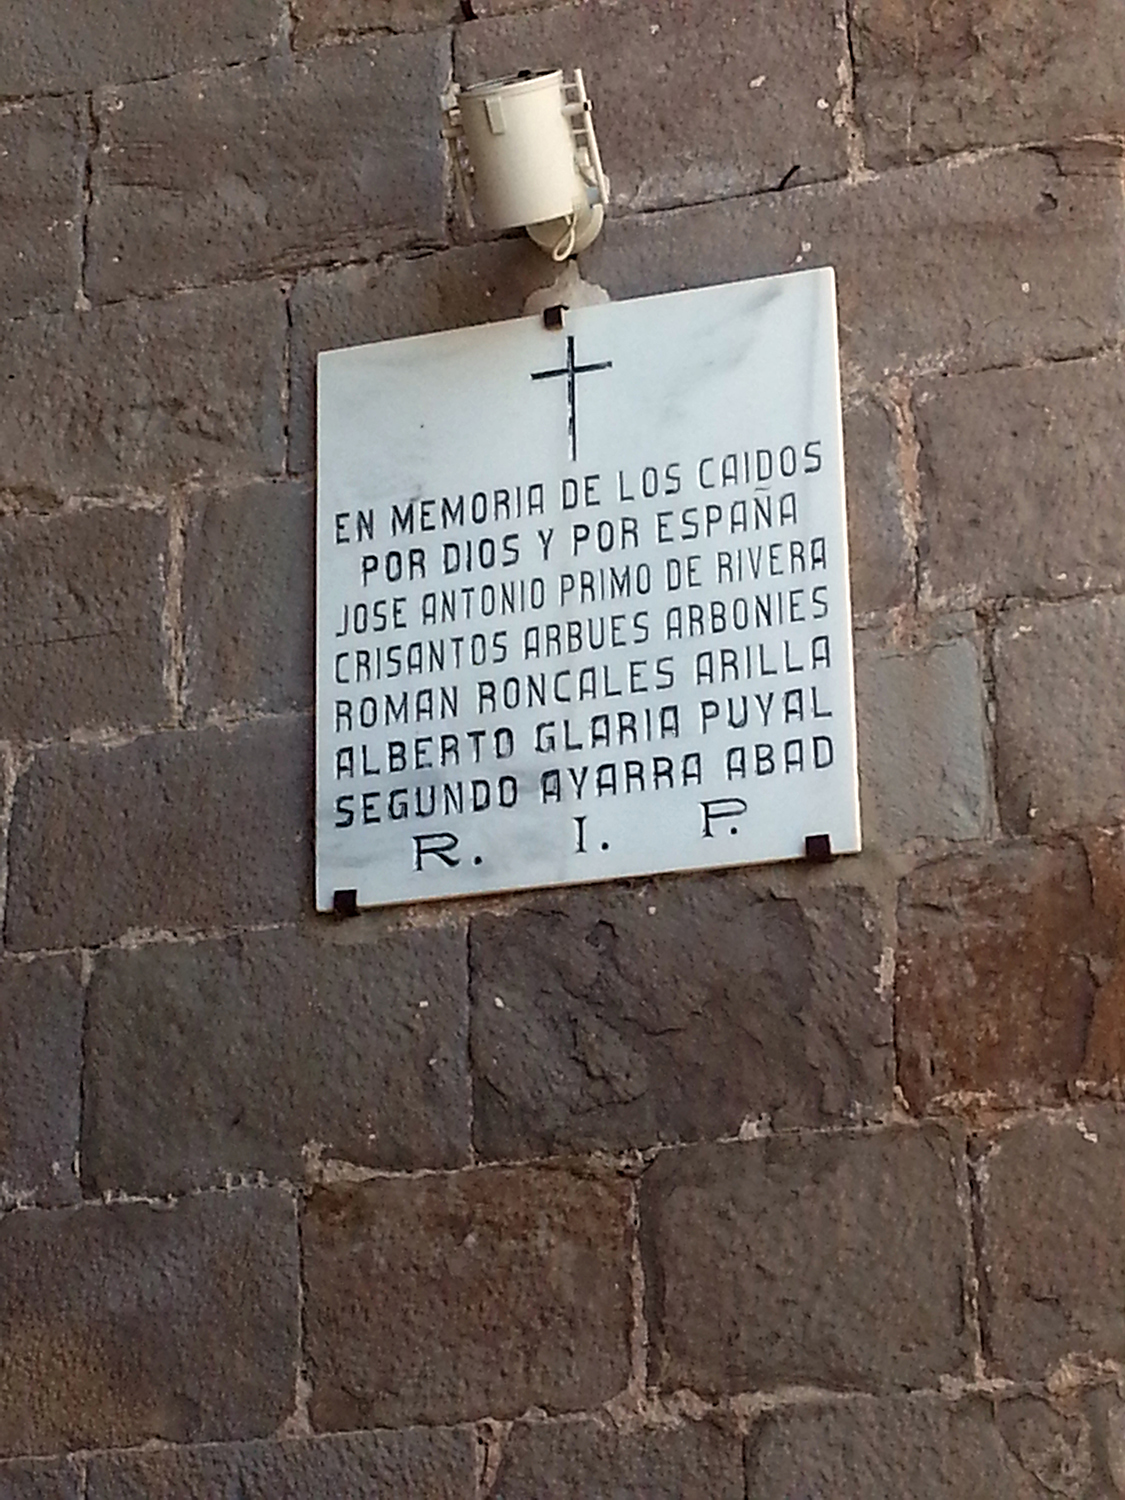 EN MEMORIA DE LOS CAIDOS
POR DIOS Y POR ESPAÑA
JOSE ANTONIO PRIMO DE RIVERA
CRISANTOS ARBUES ARBONIES
ROMAN RONCALES ARILLA
ALBERTO GLARIA PUYAL
SEGUNDO AYARRA ABAD
R. I. P.